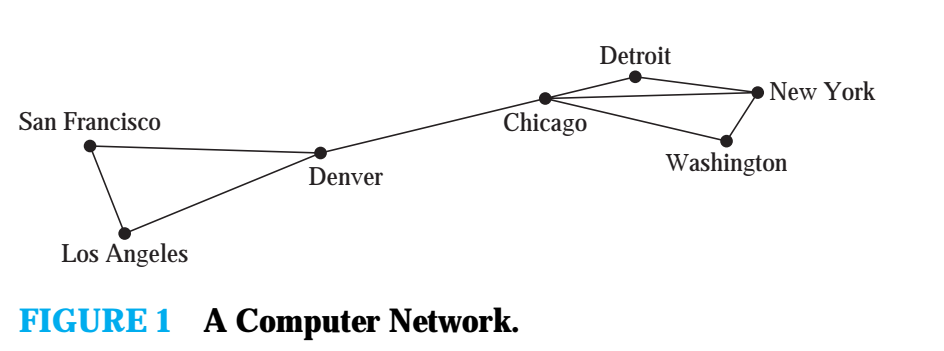 Detroit
New York
San Francisco
Chicago
Washington
Denver
Los Angeles
FIGURE 1 A Computer Network.